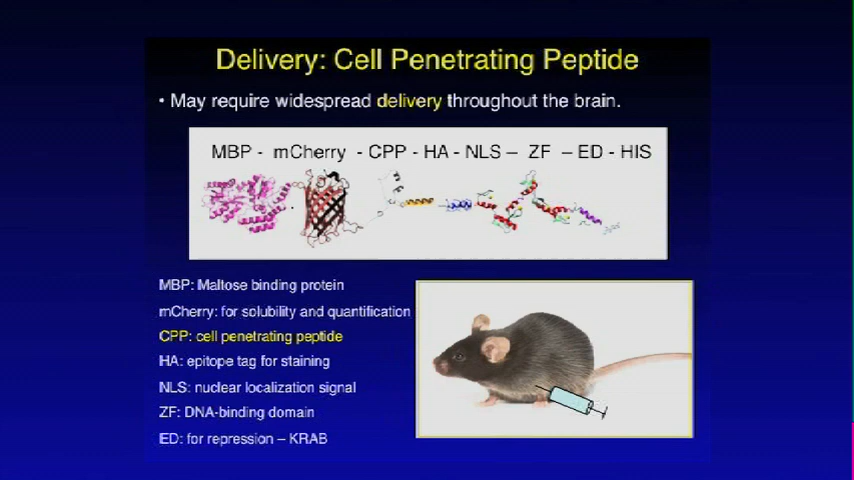 Delivery: Cell Penetrating Peptide
• May require widespread delivery throughout the brain.
MBP - mCherry - CPP - HA - NLS – ZF – ED - HIS
MBP: Maltose binding protein
mCherry: for solubility and quantification
CPP: cell penetrating peptide
HA: epitope tag for staining
NLS: nuclear localization signal
ZF: DNA-binding domain
ED: for repression – KRAB